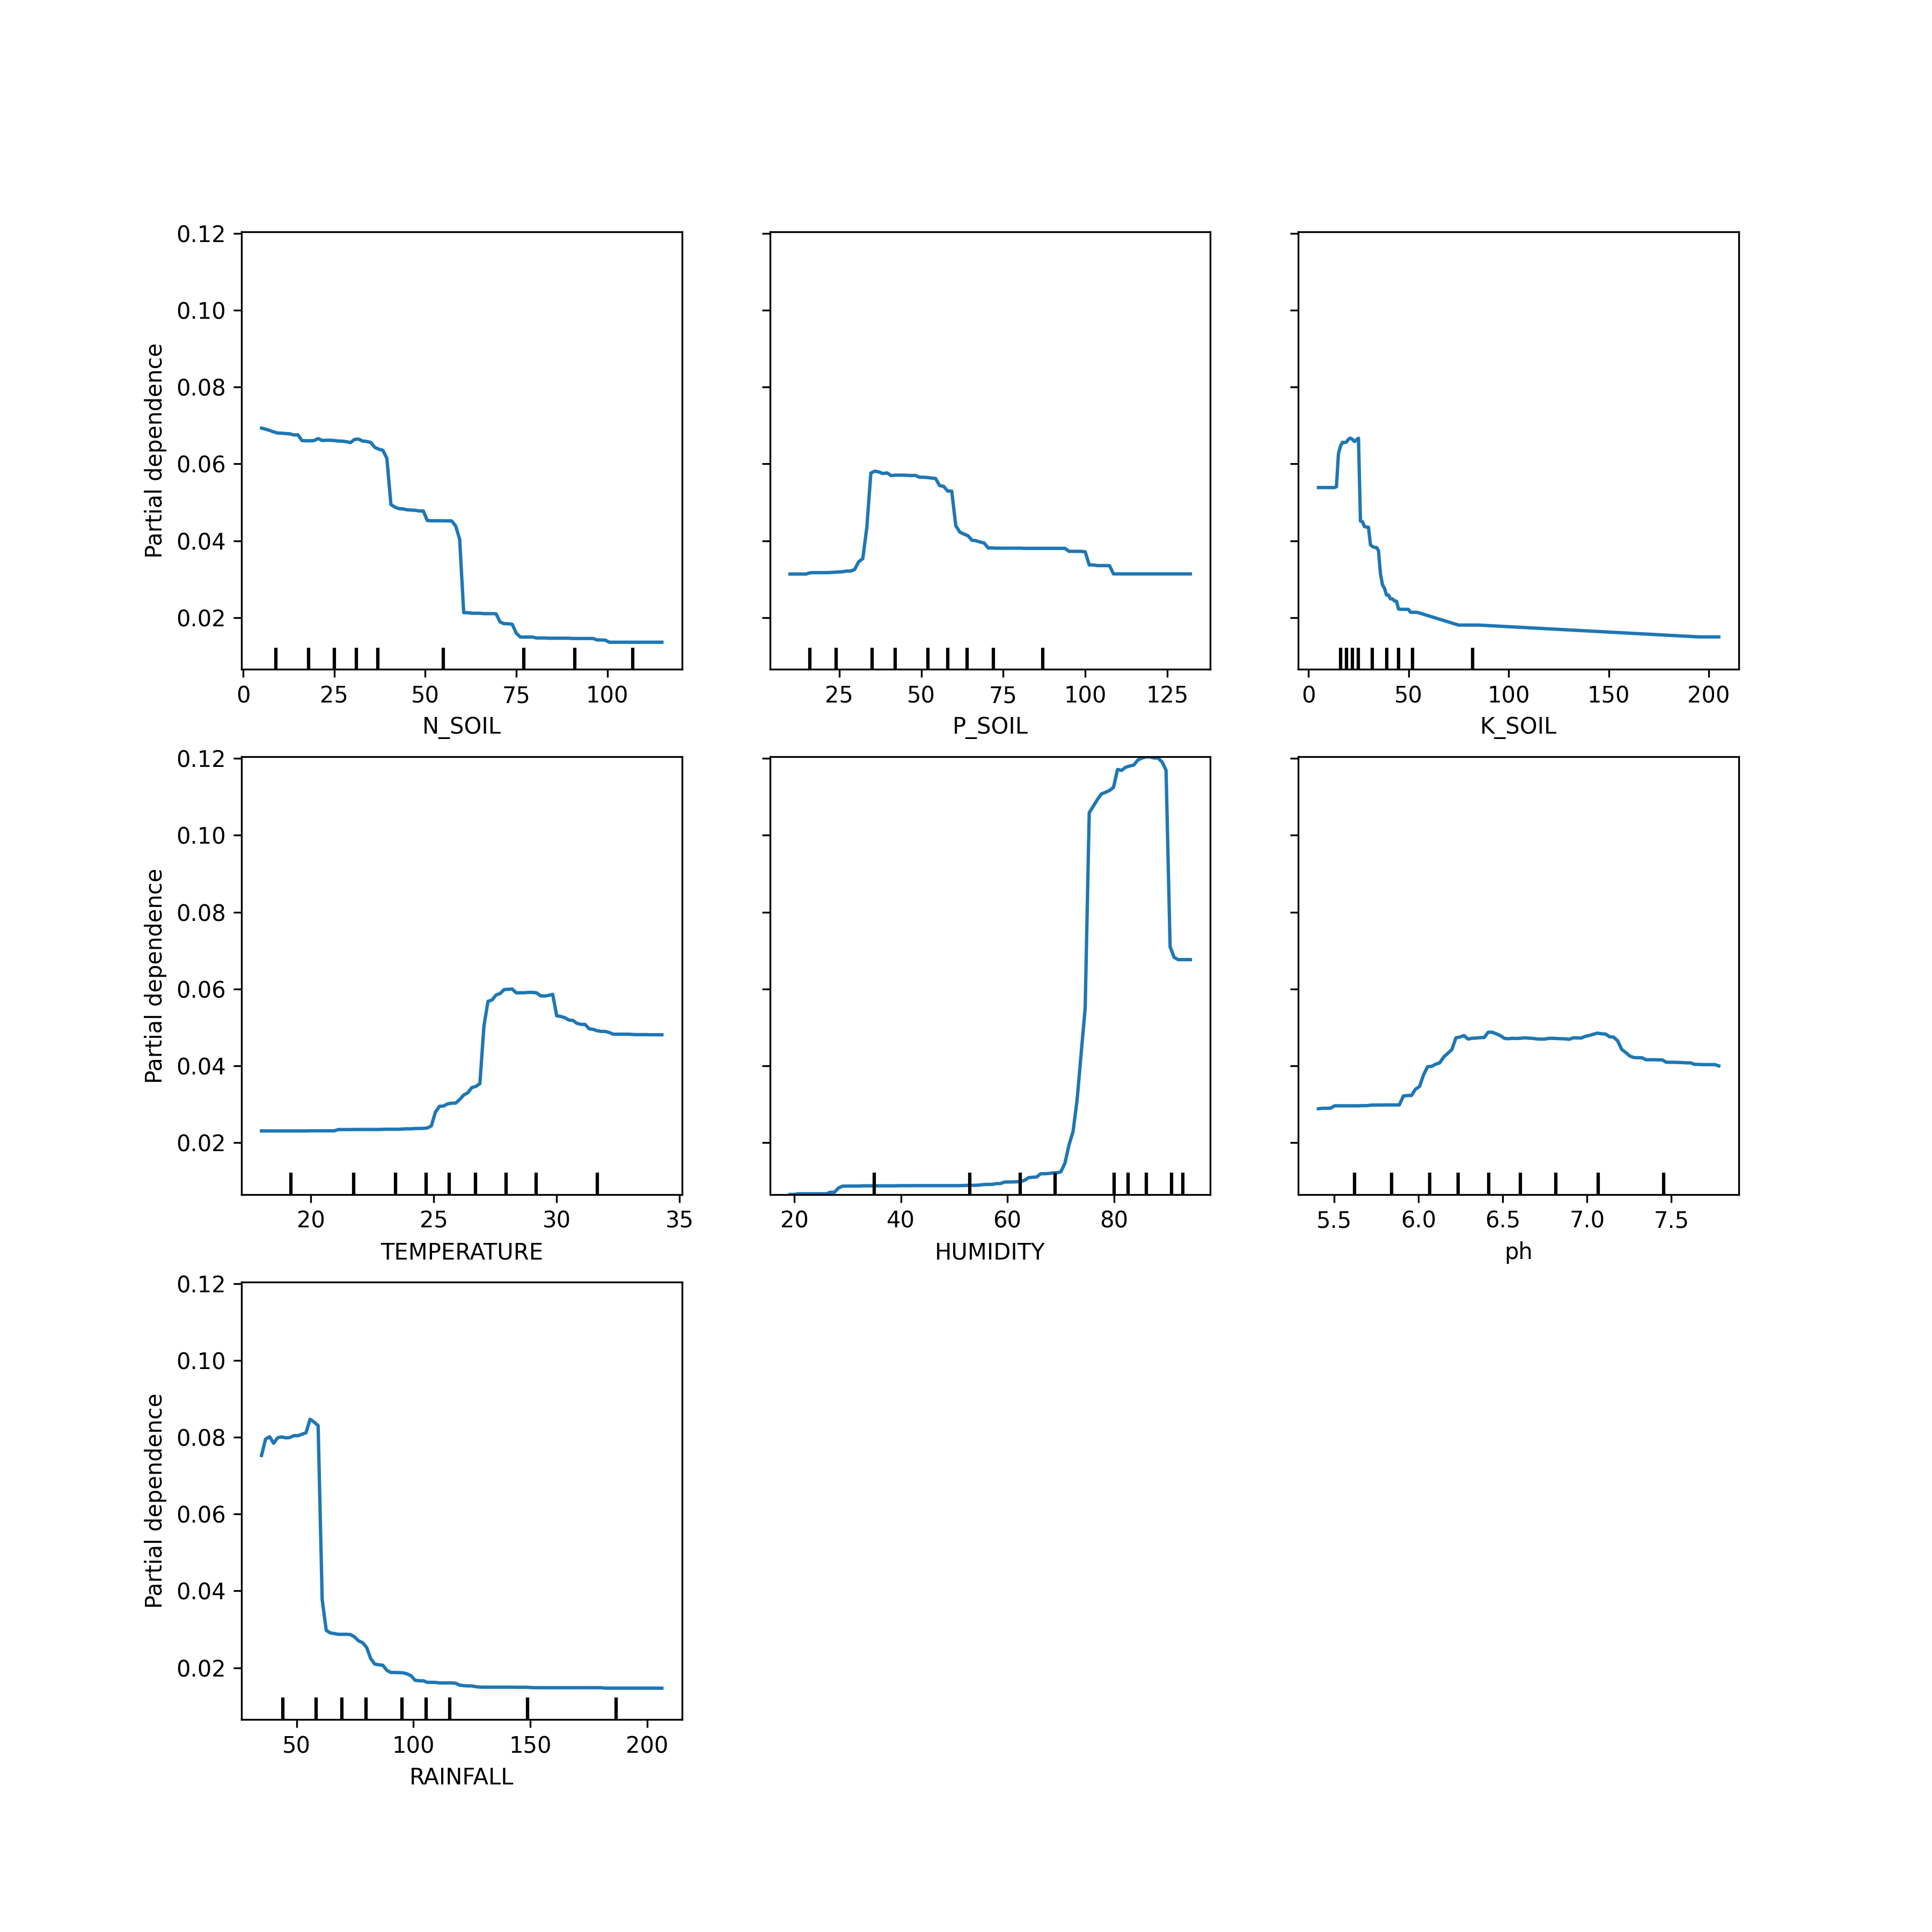 0.12
0.10
0.08
0.06
0.04
0.02
Partial dependence
0 25 50 75 100
N_SOIL
25 50 75 100 125
P_SOIL
0 50 100 150 200
K_SOIL
0.12
0.10
0.08
0.06
0.04
0.02
Partial dependence
20 25 30 35
TEMPERATURE
20 40 60 80
HUMIDITY
5.5 6.0 6.5 7.0 7.5
ph
0.12
0.10
0.08
0.06
0.04
0.02
Partial dependence
50 100 150 200
RAINFALL